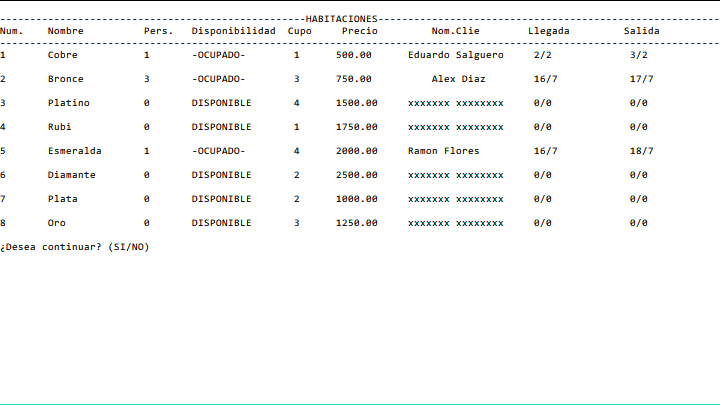 ---------------------------------------------------HABITACIONES---------------------------------------------------------
Num. Nombre Pers. Disponibilidad Cupo Precio Nom.Clie Llegada Salida
------------------------------------------------------------------------------------------------------------------------
1 Cobre 1 -OCUPADO- 1 500.00 Eduardo Salguero 2/2 3/2
2 Bronce 3 -OCUPADO- 3 750.00 Alex Diaz 16/7 17/7
3 Platino 0 DISPONIBLE 4 1500.00 xxxxxxx xxxxxxxx 0/0 0/0
4 Rubi 0 DISPONIBLE 1 1750.00 xxxxxxx xxxxxxxx 0/0 0/0
5 Esmeralda 1 -OCUPADO- 4 2000.00 Ramon Flores 16/7 18/7
6 Diamante 0 DISPONIBLE 2 2500.00 xxxxxxx xxxxxxxx 0/0 0/0
7 Plata 0 DISPONIBLE 2 1000.00 xxxxxxx xxxxxxxx 0/0 0/0
8 Oro 0 DISPONIBLE 3 1250.00 xxxxxxx xxxxxxxx 0/0 0/0
¿Desea continuar? (SI/NO)